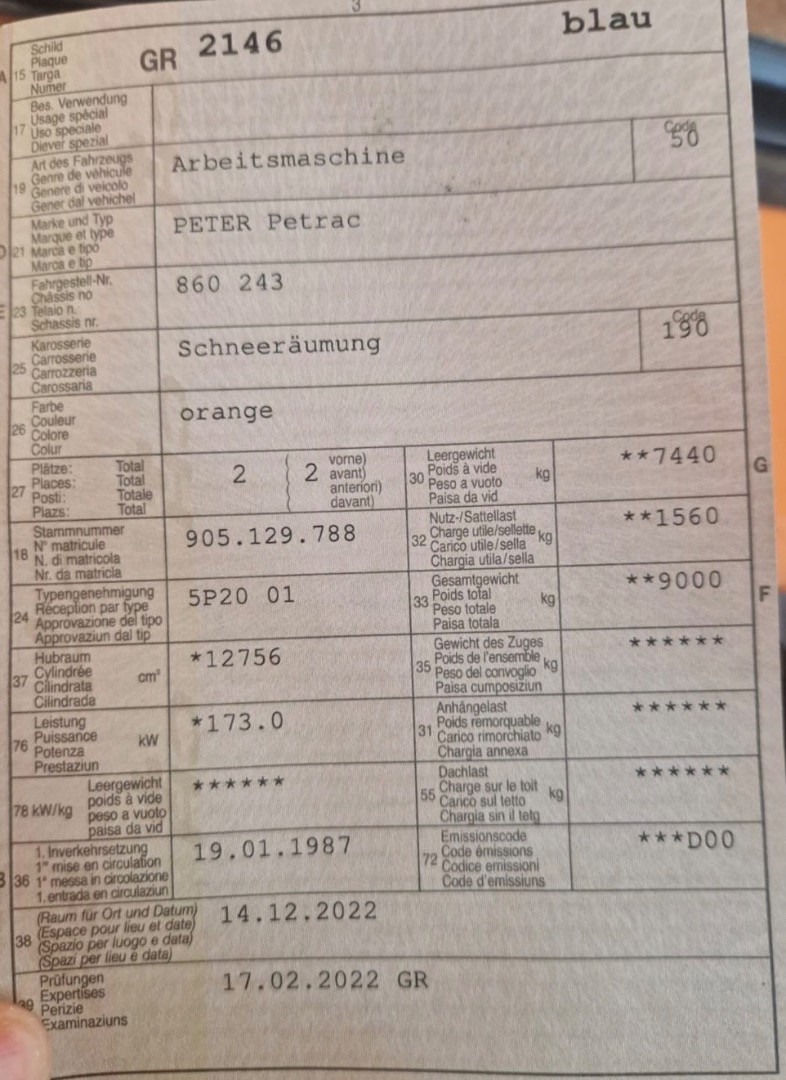 3
A 15 Schild
Plaque
Targa
Numer
GR 2146 blau
17 Bes. Verwendung
Usage spécial
Uso speciale
Diever spezial
19 Art des Fahrzeugs
Genre de véhicule
Genere di veicolo
Gener dal vehichel
Arbeitsmaschine
Code
50
D 21 Marke und Typ
Marque et type
Marca e tipo
Marca e tip
PETER Petrac
E 23 Fahrgestell-Nr.
Châssis no
Telaio n.
Schassis nr.
860 243
25 Karosserie
Carrosserie
Carrozzeria
Carossaria
Schneeräumung
Code
190
26 Farbe
Couleur
Colore
Colur
orange
27 Plätze: Total
Places: Total
Posti: Totale
Plazs: Total
2 ( 2 vorne)
avant)
anteriori)
davant)
30 Leergewicht
Poids à vide
Peso a vuoto
Paisa da vid
kg
**7440 G
18 Stammnummer
N° matricule
N. di matricola
Nr. da matricla
905.129.788
32 Nutz-/Sattellast
Charge utile/sellette
Carico utile/sella
Chargia utila/sella
kg
**1560
24 Typengenehmigung
Réception par type
Approvazione del tipo
Approvaziun dal tip
5P20 01
33 Gesamtgewicht
Poids total
Peso totale
Paisa totala
kg
**9000 F
37 Hubraum
Cylindrée
Cilindrata
Cilindrada
cm³
*12756
35 Gewicht des Zuges
Poids de l'ensemble
Peso del convoglio
Paisa cumposiziun
kg
******
76 Leistung
Puissance
Potenza
Prestaziun
kW
*173.0
31 Anhängelast
Poids remorquable
Carico rimorchiato
Chargia annexa
kg
******
78 kW/kg Leergewicht
poids à vide
peso a vuoto
paisa da vid
******
55 Dachlast
Charge sur le toit
Carico sul tetto
Chargia sin il tetg
kg
******
B 36 1. Inverkehrsetzung
1re mise en circulation
1a messa in circolazione
1. entrada en circulaziun
19.01.1987
72 Emissionscode
Code émissions
Codice emissioni
Code d'emissiuns
***D00
38 (Raum für Ort und Datum)
(Espace pour lieu et date)
(Spazio per luogo e data)
(Spazi per lieu e data)
14.12.2022
39 Prüfungen
Expertises
Perizie
Examinaziuns
17.02.2022 GR